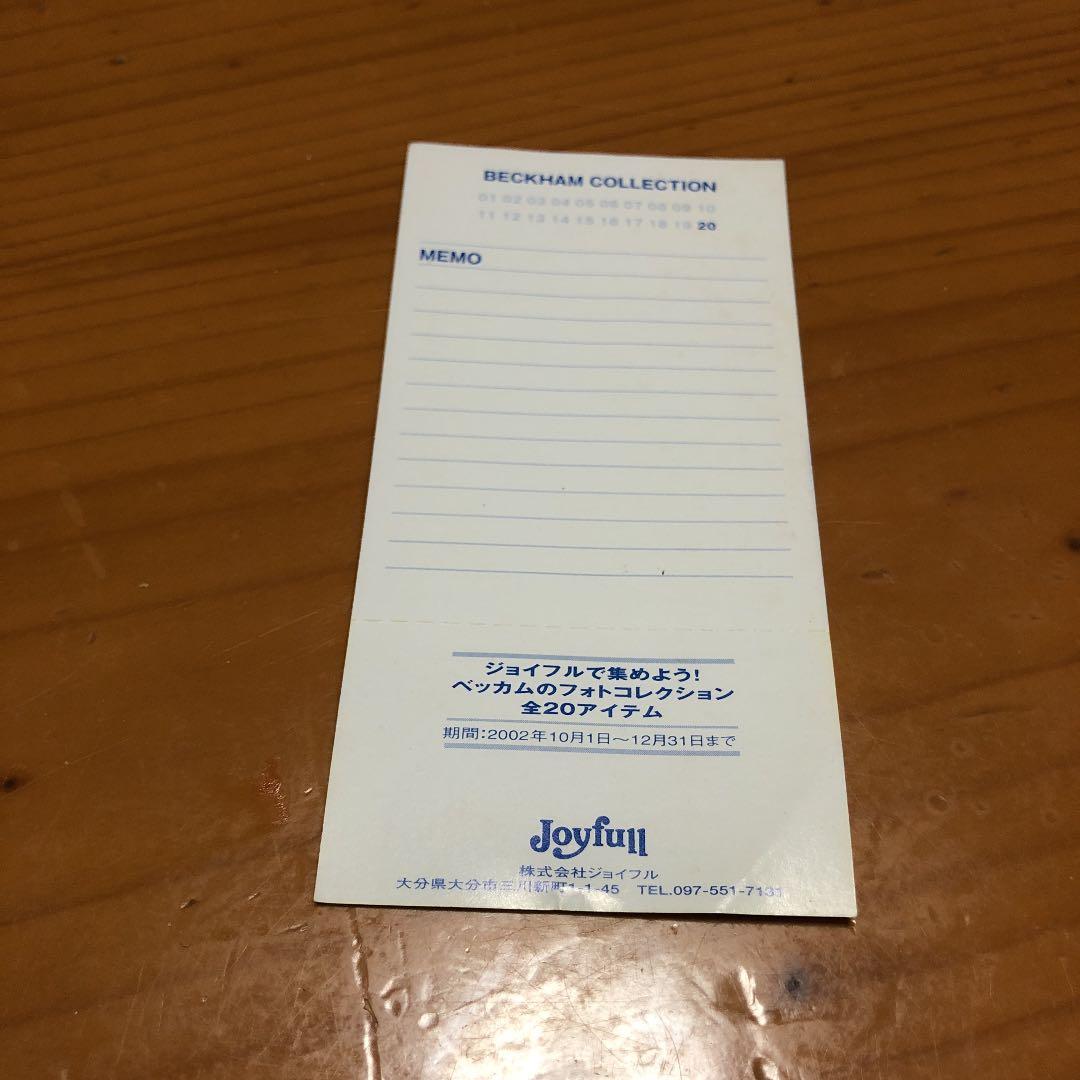 BECKHAM COLLECTION
01 02 03 04 05 06 07 08 09 10
11 12 13 14 15 16 17 18 19 20
MEMO
ジョイフルで集めよう!
ベッカムのフォトコレクション
全20アイテム
期間:2002年10月1日〜12月31日まで
Joyfull
株式会社ジョイフル
大分県大分市三川新町1-1-45 TEL.097-551-7131